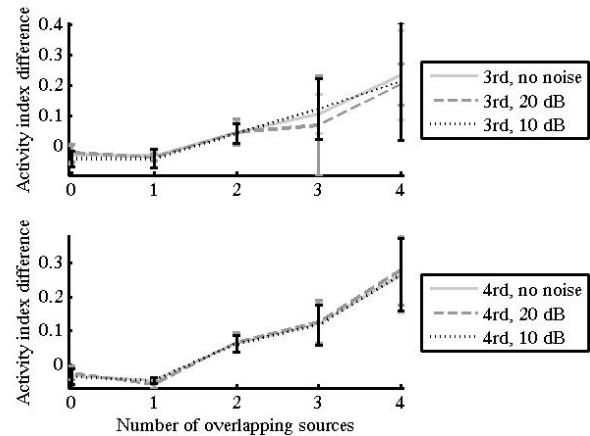 Activity index difference
0.4
0.3
0.2
0.1
0
0 1 2 3 4
3rd, no noise
3rd, 20 dB
3rd, 10 dB
Activity index difference
0.3
0.2
0.1
0
0 1 2 3 4
Number of overlapping sources
4rd, no noise
4rd, 20 dB
4rd, 10 dB